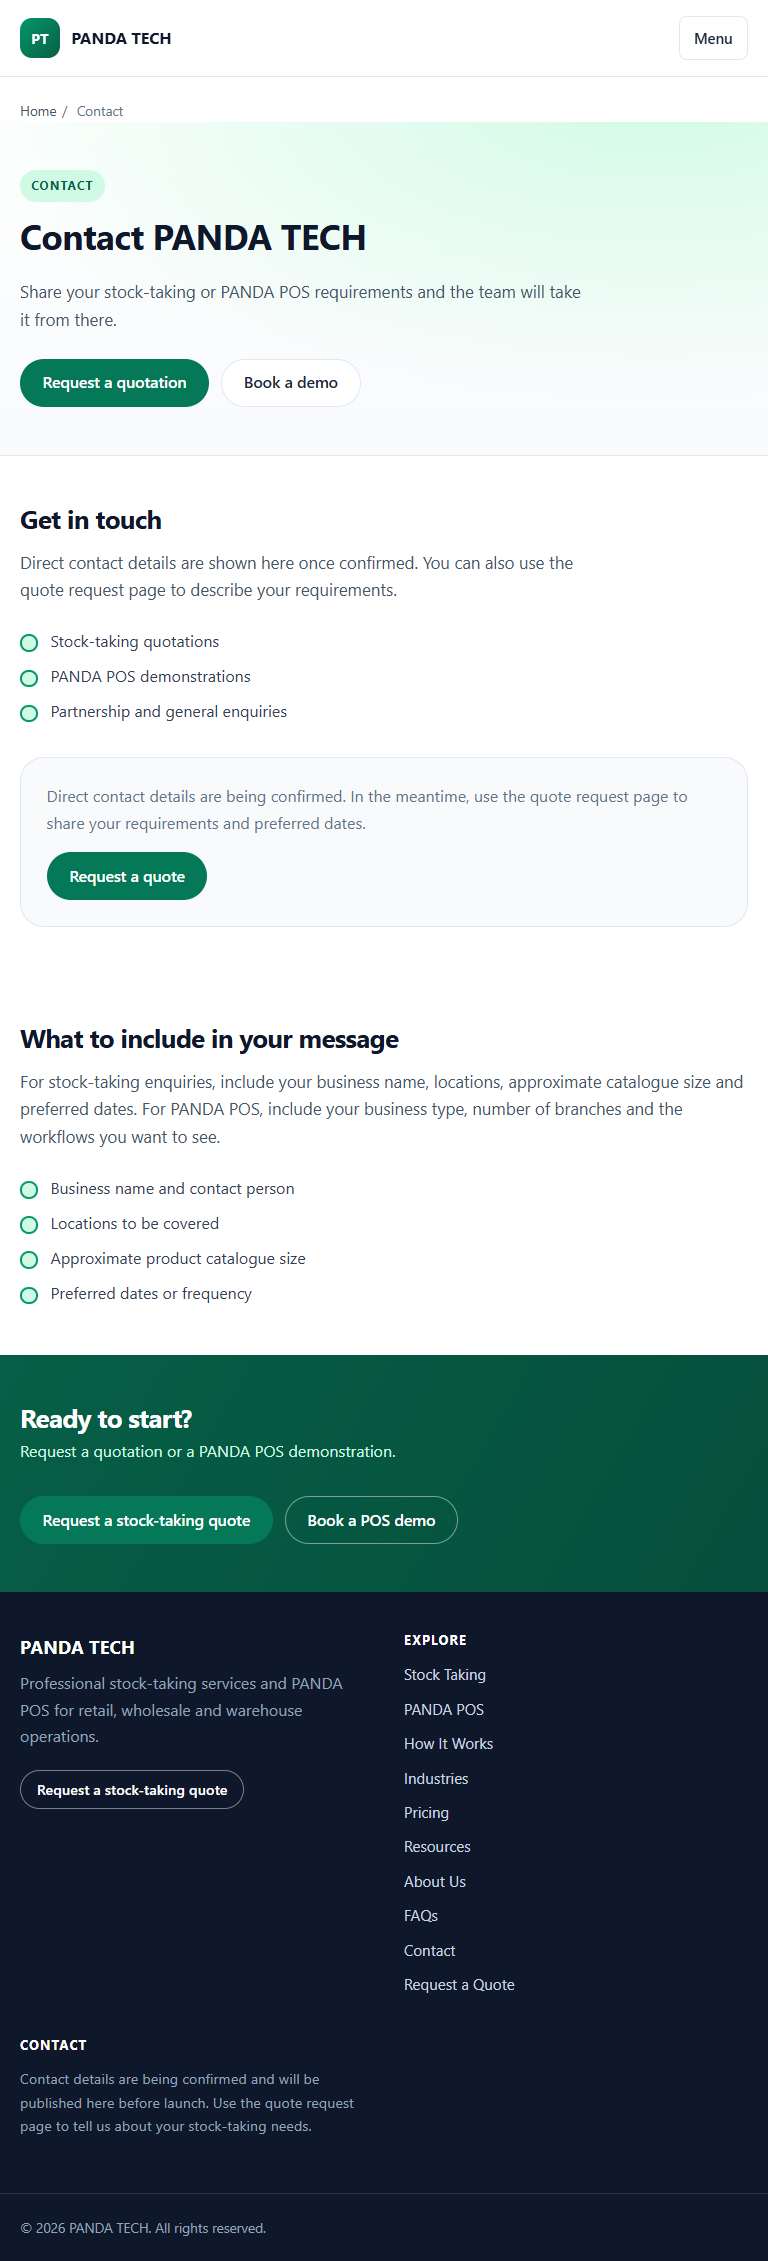 PT
PANDA TECH
Menu
Home / Contact
CONTACT
Contact PANDA TECH
Share your stock-taking or PANDA POS requirements and the team will take
it from there.
Request a quotation
Book a demo
Get in touch
Direct contact details are shown here once confirmed. You can also use the
quote request page to describe your requirements.
Stock-taking quotations
PANDA POS demonstrations
Partnership and general enquiries
Direct contact details are being confirmed. In the meantime, use the quote request page to
share your requirements and preferred dates.
Request a quote
What to include in your message
For stock-taking enquiries, include your business name, locations, approximate catalogue size and
preferred dates. For PANDA POS, include your business type, number of branches and the
workflows you want to see.
Business name and contact person
Locations to be covered
Approximate product catalogue size
Preferred dates or frequency
Ready to start?
Request a quotation or a PANDA POS demonstration.
Request a stock-taking quote
Book a POS demo
PANDA TECH
Professional stock-taking services and PANDA
POS for retail, wholesale and warehouse
operations.
Request a stock-taking quote
EXPLORE
Stock Taking
PANDA POS
How It Works
Industries
Pricing
Resources
About Us
FAQs
Contact
Request a Quote
CONTACT
Contact details are being confirmed and will be
published here before launch. Use the quote request
page to tell us about your stock-taking needs.
© 2026 PANDA TECH. All rights reserved.